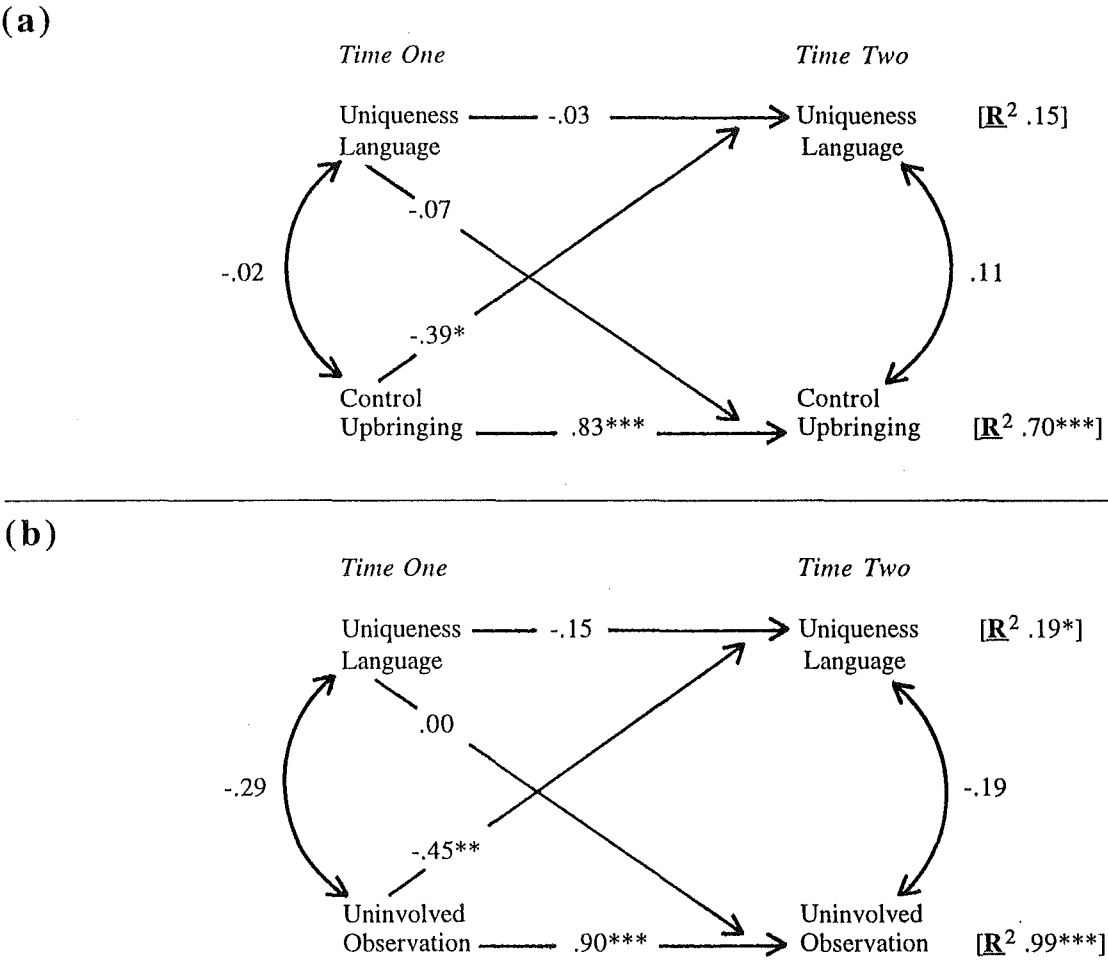 (a)
Time One Time Two
Uniqueness -.03 Uniqueness [R² .15]
Language Language
-.07
-.02 .11
-.39*
Control Control
Upbringing .83*** Upbringing [R² .70***]
(b)
Time One Time Two
Uniqueness -.15 Uniqueness [R² .19*]
Language Language
.00
-.29 -.19
-.45**
Uninvolved Uninvolved
Observation .90*** Observation [R² .99***]